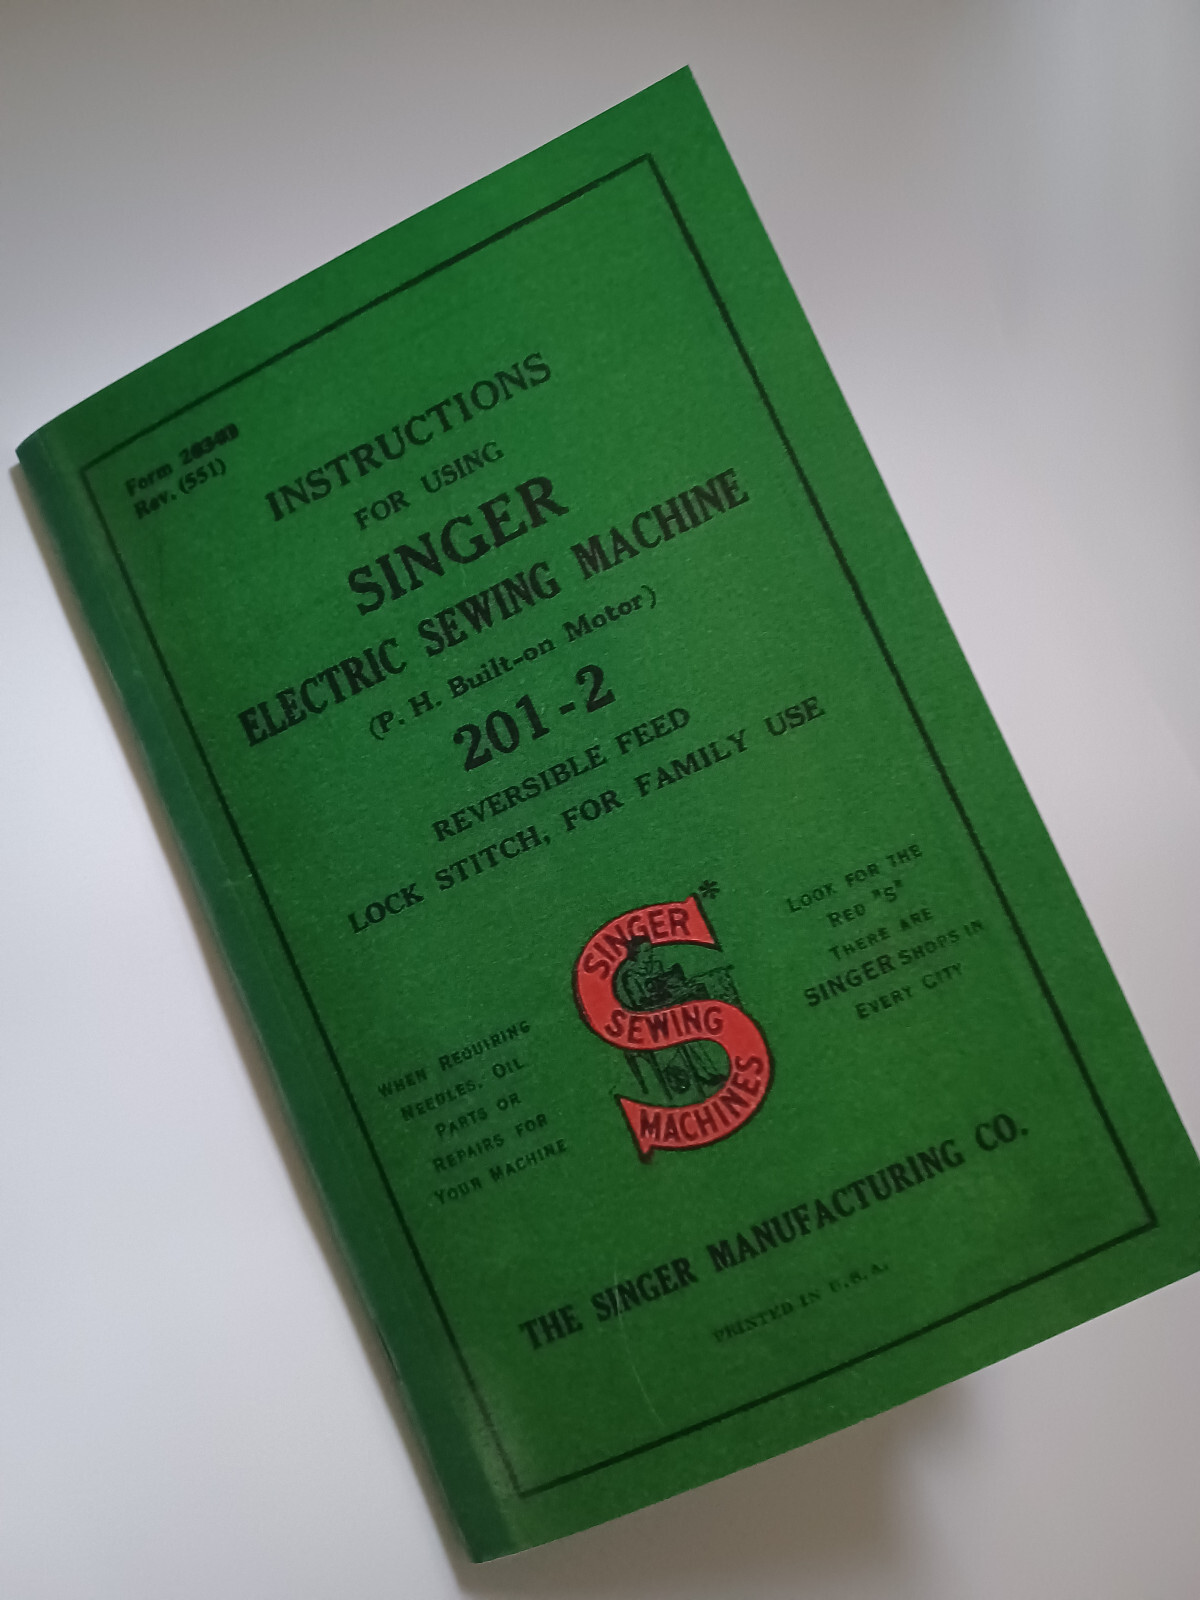 Form 20340
Rev. (551)
INSTRUCTIONS
FOR USING
SINGER
ELECTRIC SEWING MACHINE
(P. H. Built-on Motor)
201-2
REVERSIBLE FEED
LOCK STITCH, FOR FAMILY USE
WHEN REQUIRING
NEEDLES, OIL
PARTS OR
REPAIRS FOR
YOUR MACHINE
SINGER*
SEWING
MACHINES
LOOK FOR THE
RED "S"
THERE ARE
SINGER SHOPS IN
EVERY CITY
THE SINGER MANUFACTURING CO.
PRINTED IN U.S.A.